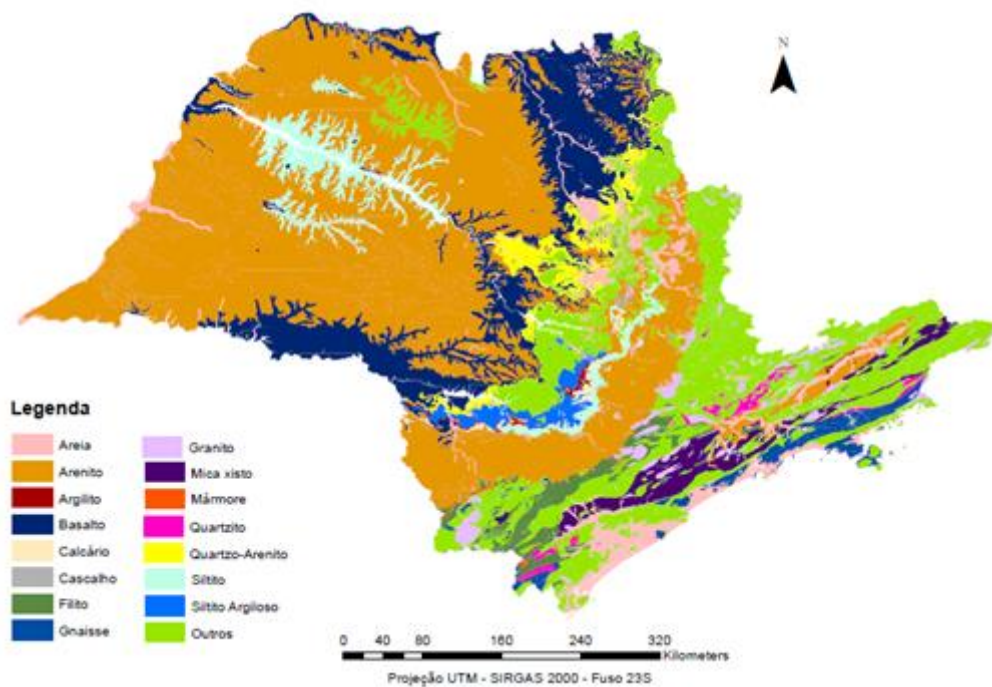 N
Legenda
Areia
Arenito
Argilito
Basalto
Calcário
Cascalho
Filito
Gnaisse
Granito
Mica xisto
Mármore
Quartzito
Quartzo-Arenito
Siltito
Siltito Argiloso
Outros
0 20 40 80 160 240 320
Kilometers
Projeção UTM - SIRGAS 2000 - Fuso 23S